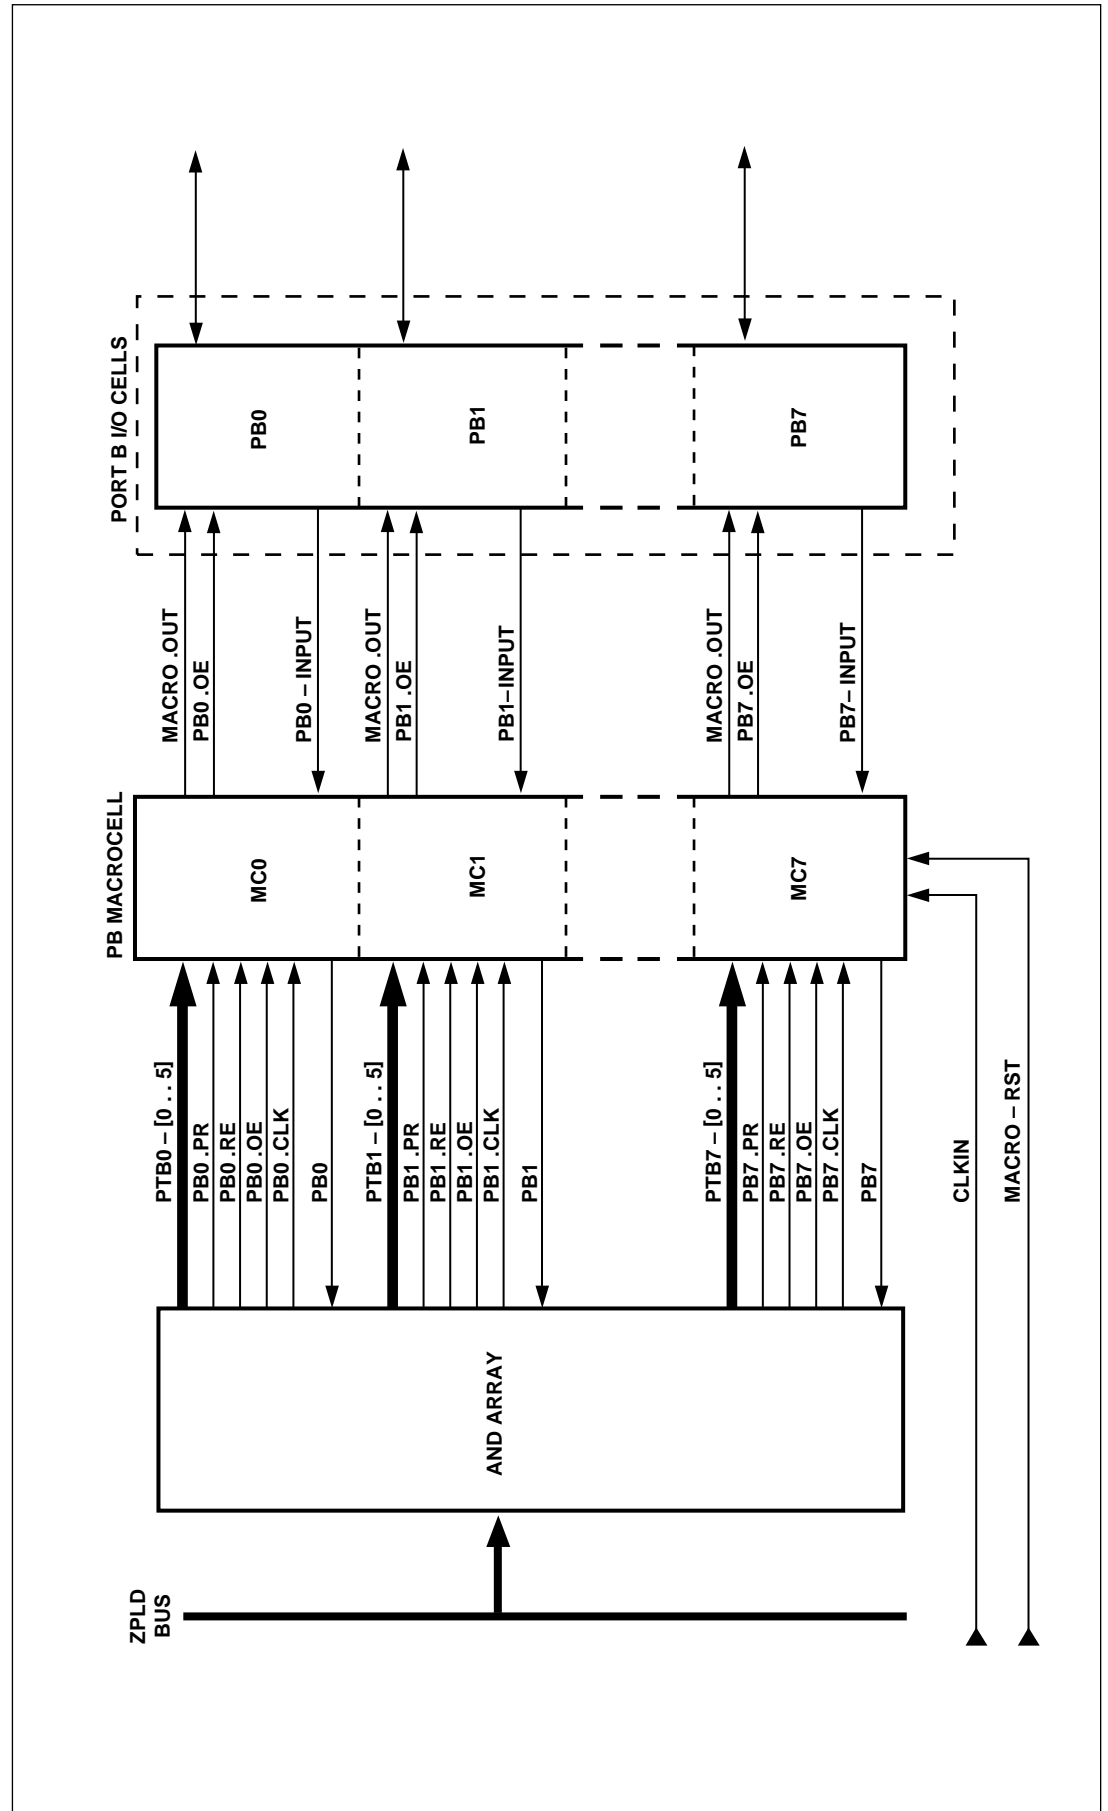 ZPLD
BUS
AND ARRAY
PTB0 – [0 . . 5]
PB0 .PR
PB0 .RE
PB0 .OE
PB0 .CLK
PB0
PTB1 – [0 . . 5]
PB1 .PR
PB1 .RE
PB1 .OE
PB1 .CLK
PB1
PTB7 – [0 . . 5]
PB7 .PR
PB7 .RE
PB7 .OE
PB7 .CLK
PB7
CLKIN
MACRO – RST
PB MACROCELL
MC0
MC1
MC7
MACRO .OUT
PB0 .OE
PB0 – INPUT
MACRO .OUT
PB1 .OE
PB1– INPUT
MACRO .OUT
PB7 .OE
PB7– INPUT
PORT B I/O CELLS
PB0
PB1
PB7